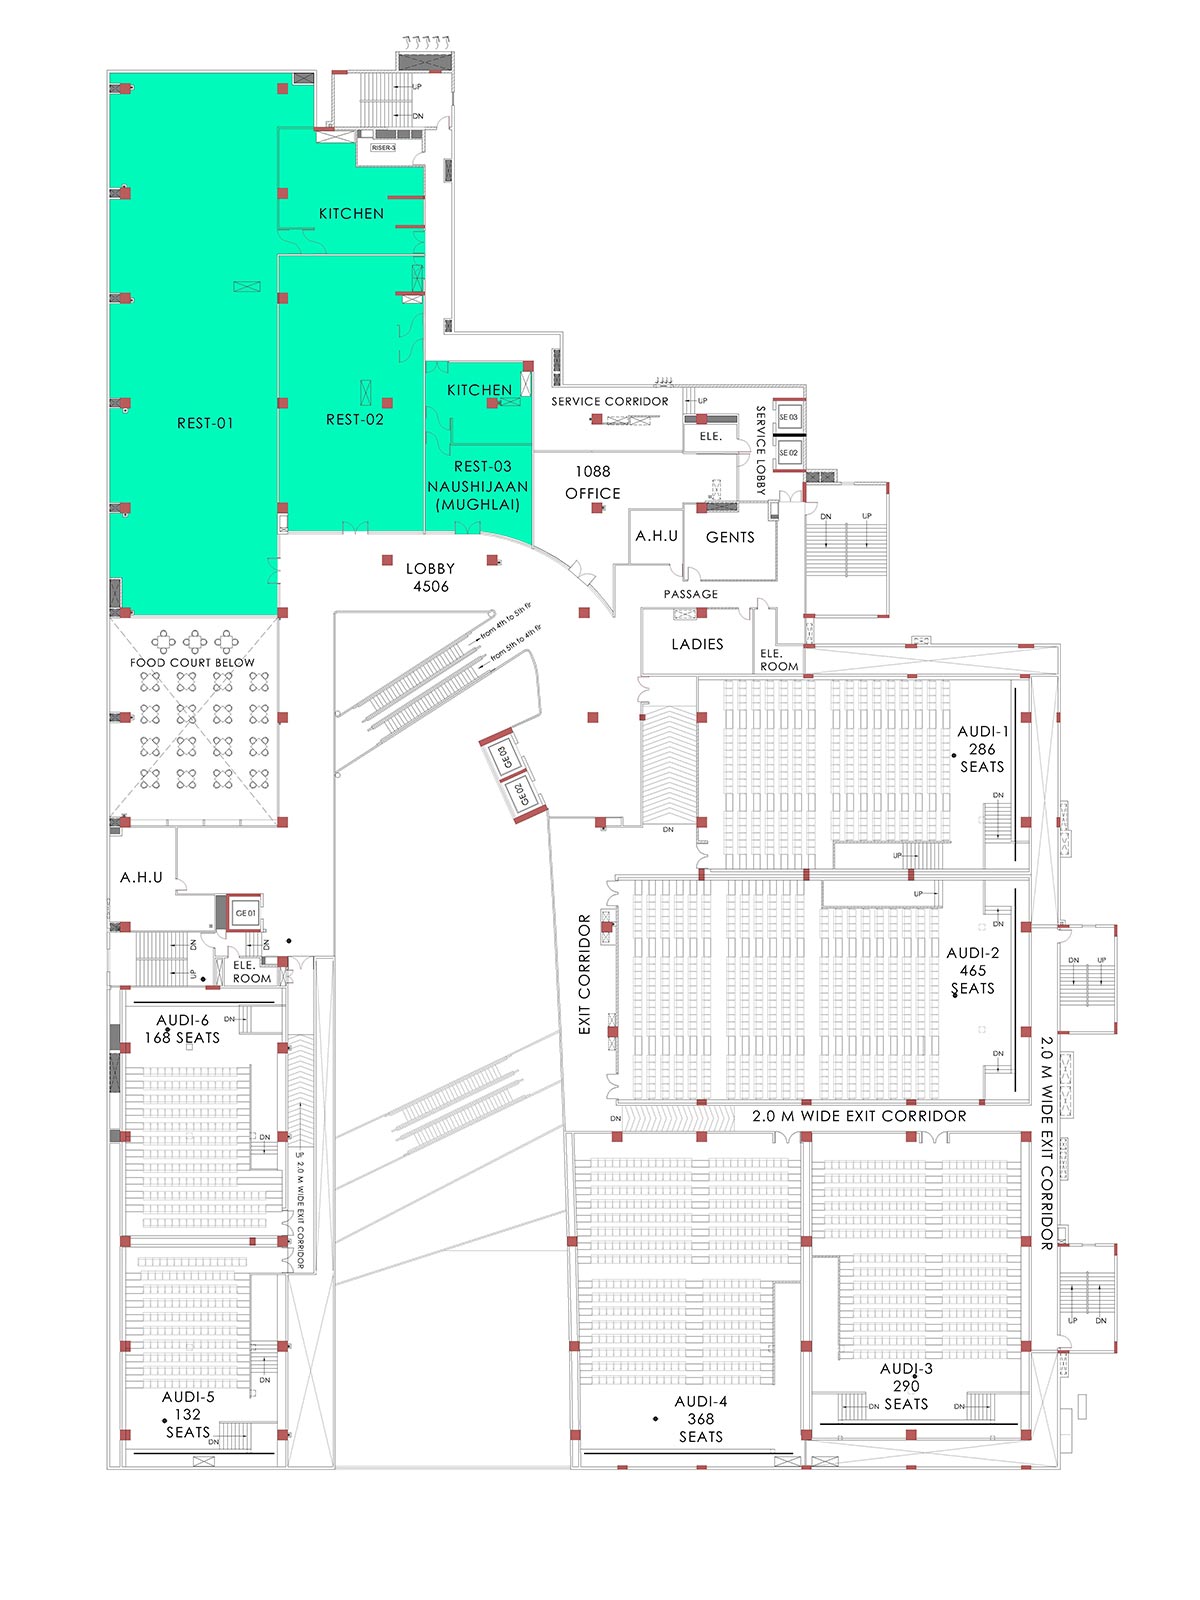 UP
DN
RISER-3
KITCHEN
REST-01
REST-02
KITCHEN
REST-03
NAUSHIJAAN
(MUGHLAI)
SERVICE CORRIDOR
UP
ELE.
SERVICE LOBBY
SE 03
SE 02
1088
OFFICE
A.H.U
GENTS
DN
UP
LOBBY
4506
PASSAGE
LADIES
ELE.
ROOM
from 4th to 5th flr
from 5th to 4th flr
FOOD COURT BELOW
GE03
GE02
DN
AUDI-1
286
SEATS
DN
UP
A.H.U
GE 01
DN
UP
DN
ELE.
ROOM
EXIT CORRIDOR
UP
DN
AUDI-2
465
SEATS
DN
DN
UP
AUDI-6
168 SEATS
DN
DN
UP
2.0 M WIDE EXIT CORRIDOR
DN
2.0 M WIDE EXIT CORRIDOR
2.0 M WIDE EXIT CORRIDOR
UP
DN
AUDI-5
132
SEATS
DN
DN
AUDI-4
368
SEATS
AUDI-3
290
SEATS
DN
DN